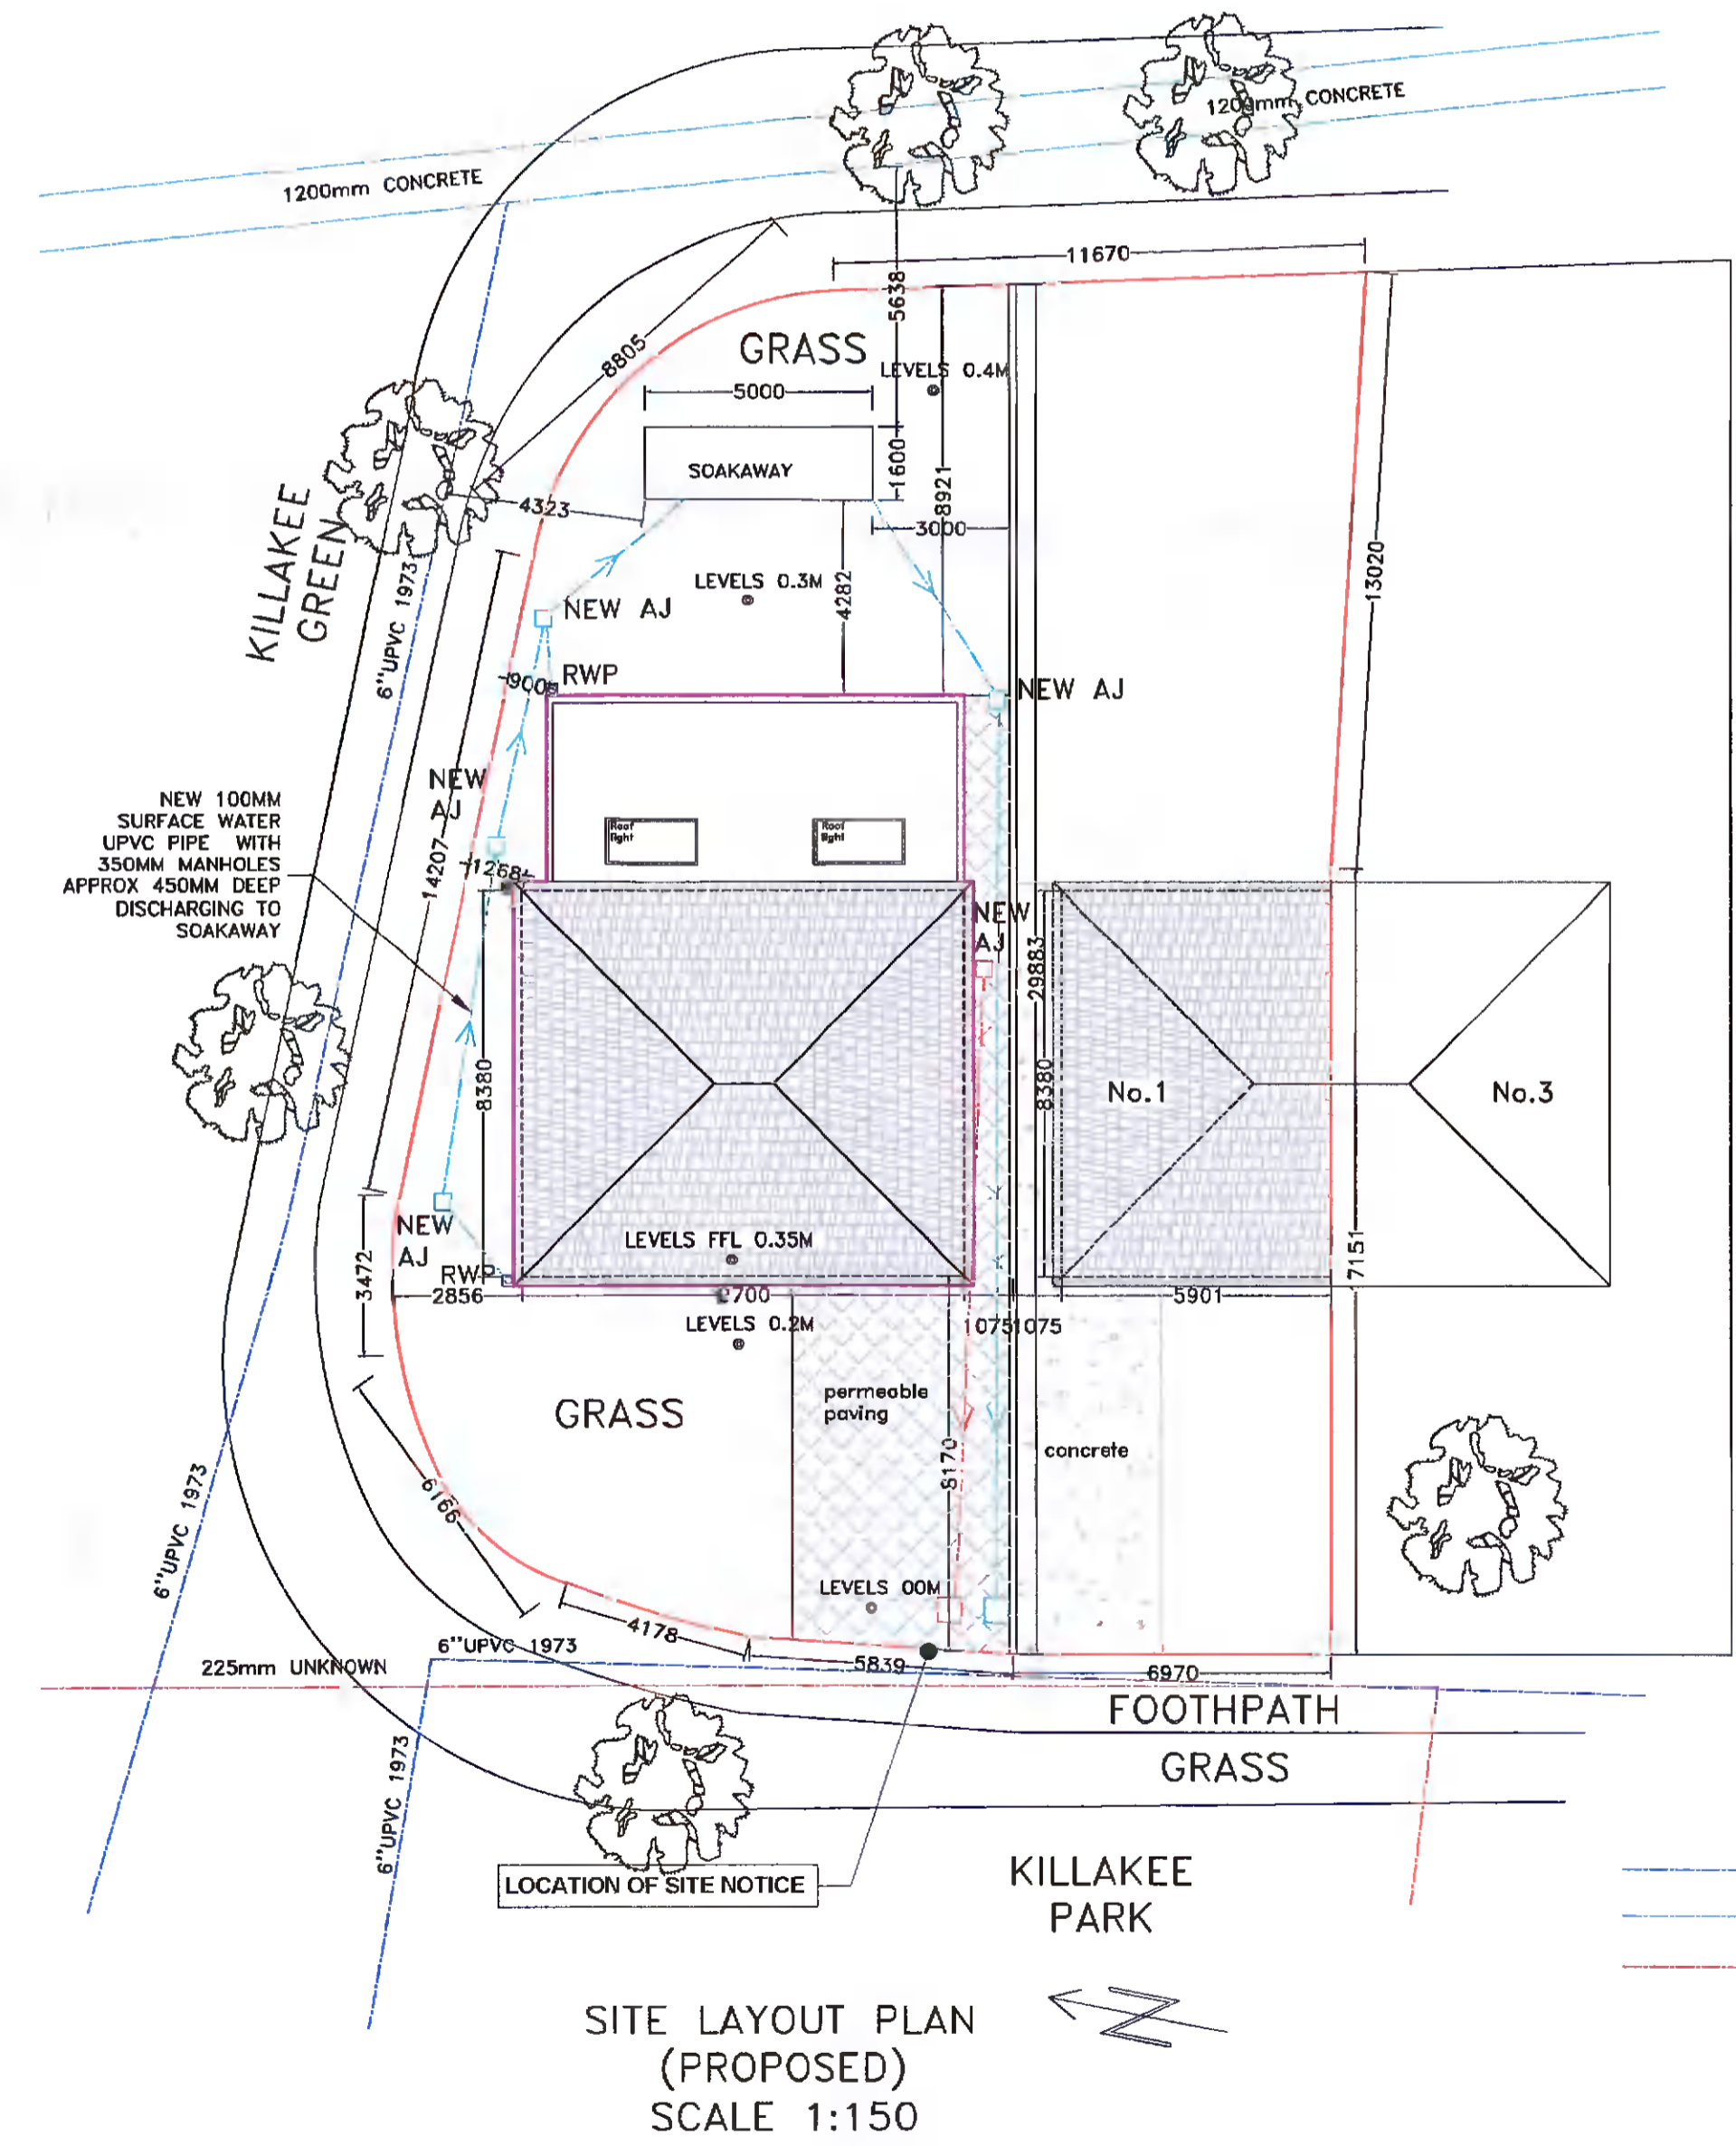 1200mm CONCRETE
1200mm CONCRETE
11670
5638
8805
GRASS
LEVELS 0.4M
5000
SOAKAWAY
1600
8921
4323
3000
KILLAKEE
GREEN
6"UPVC 1973
LEVELS 0.3M
4282
13020
NEW AJ
900
RWP
NEW AJ
NEW
AJ
Roof
light
Roof
light
NEW 100MM
SURFACE WATER
UPVC PIPE WITH
350MM MANHOLES
APPROX 450MM DEEP
DISCHARGING TO
SOAKAWAY
14207
1268
NEW
AJ
29883
8380
8380
No.1
No.3
NEW
AJ
LEVELS FFL 0.35M
RWP
3472
2856
5901
7151
LEVELS 0.2M
1075
1075
GRASS
permeable
paving
8170
concrete
6166
6"UPVC 1973
LEVELS 00M
4178
6"UPVC 1973
225mm UNKNOWN
5839
6970
FOOTHPATH
GRASS
6"UPVC 1973
LOCATION OF SITE NOTICE
KILLAKEE
PARK
SITE LAYOUT PLAN
(PROPOSED)
SCALE 1:150